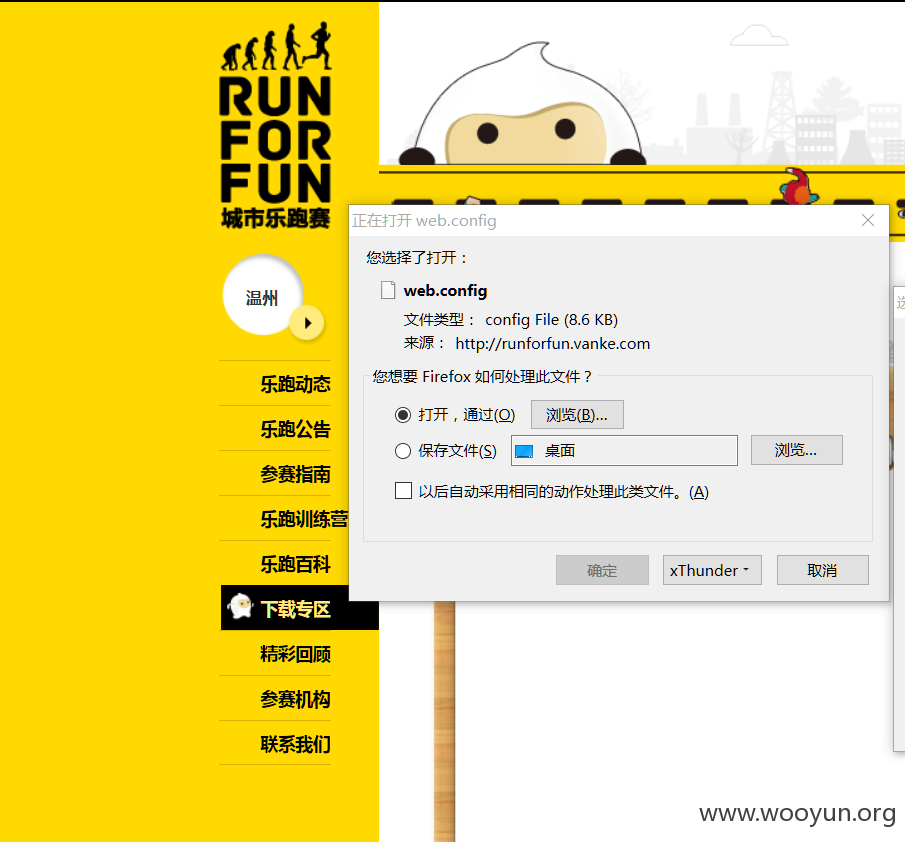 RUN
FOR
FUN
城市乐跑赛
温州
乐跑动态
乐跑公告
参赛指南
乐跑训练营
乐跑百科
下载专区
精彩回顾
参赛机构
联系我们
正在打开 web.config
您选择了打开：
web.config
文件类型： config File (8.6 KB)
来源： http://runforfun.vanke.com
您想要 Firefox 如何处理此文件？
打开，通过(O) 浏览(B)...
保存文件(S) 桌面 浏览...
以后自动采用相同的动作处理此类文件。(A)
确定 xThunder 取消
www.wooyun.org